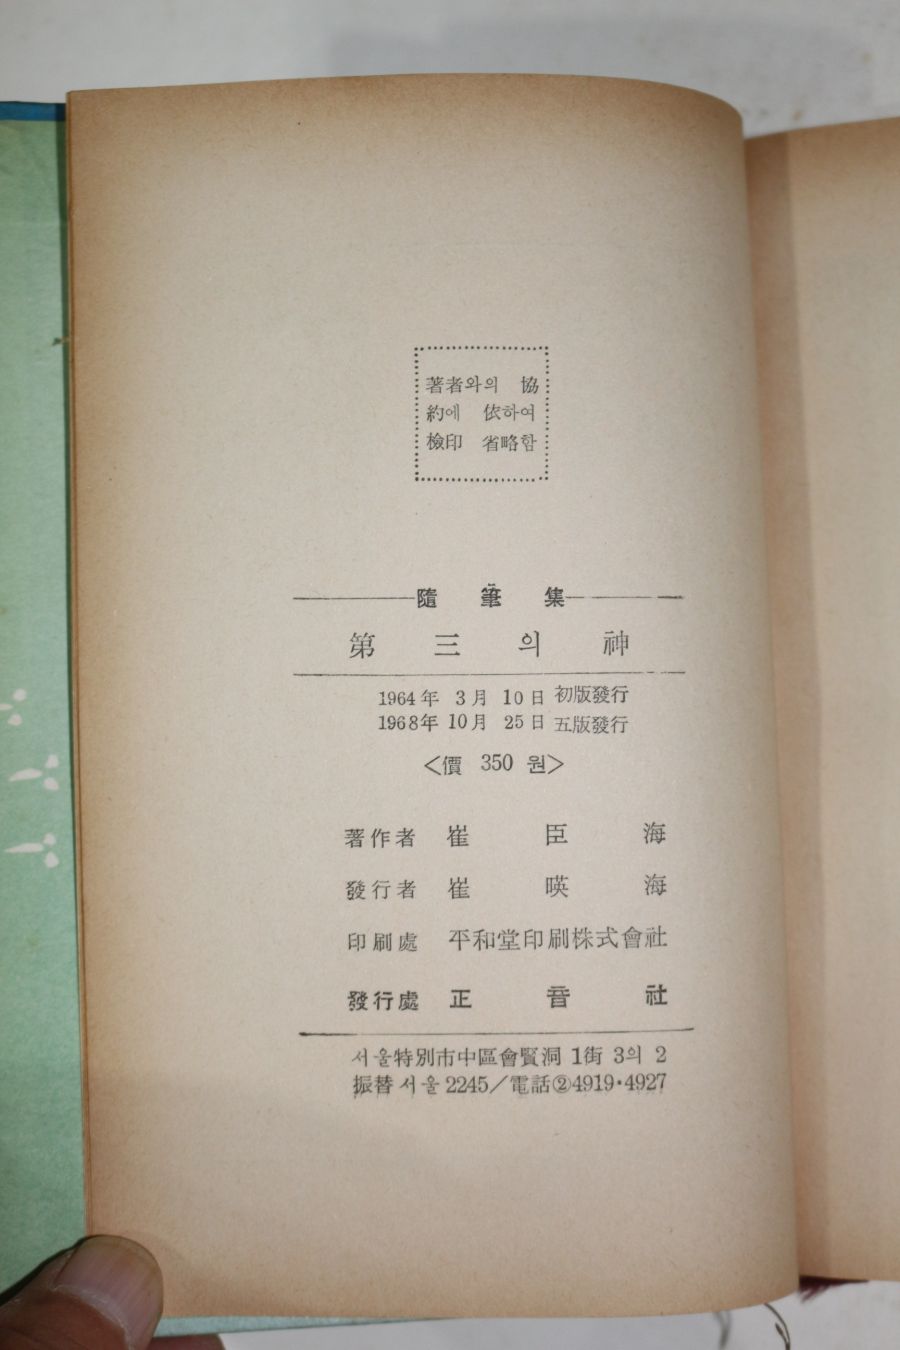 著者와의 協
約에 依하여
檢印 省略함
隨筆集
第三의神
1964年 3月 10日 初版發行
1968年 10月 25日 五版發行
<價 350 원>
著作者 崔臣海
發行者 崔暎海
印刷處 平和堂印刷株式會社
發行處 正音社
서울特別市中區會賢洞 1街 3의 2
振替 서울 2245/電話②4919·4927